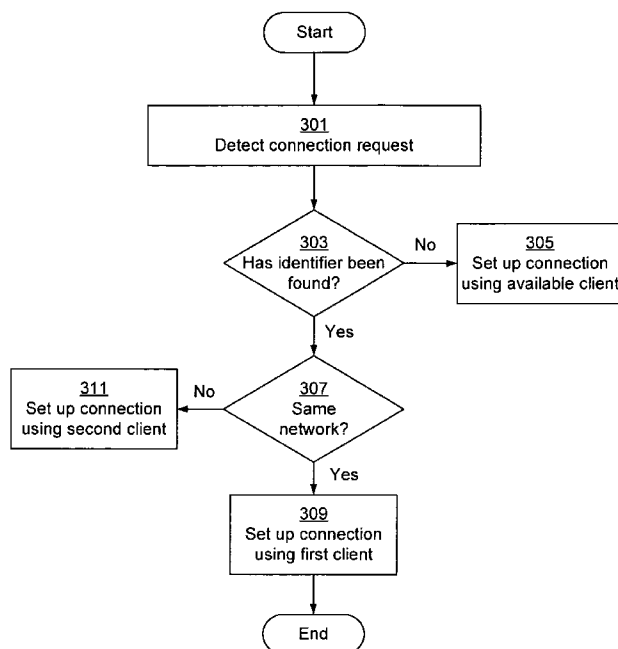 Start
301
Detect connection request
303
Has identifier been
found?
No
305
Set up connection
using available client
Yes
311
Set up connection
using second client
No
307
Same
network?
Yes
309
Set up connection
using first client
End